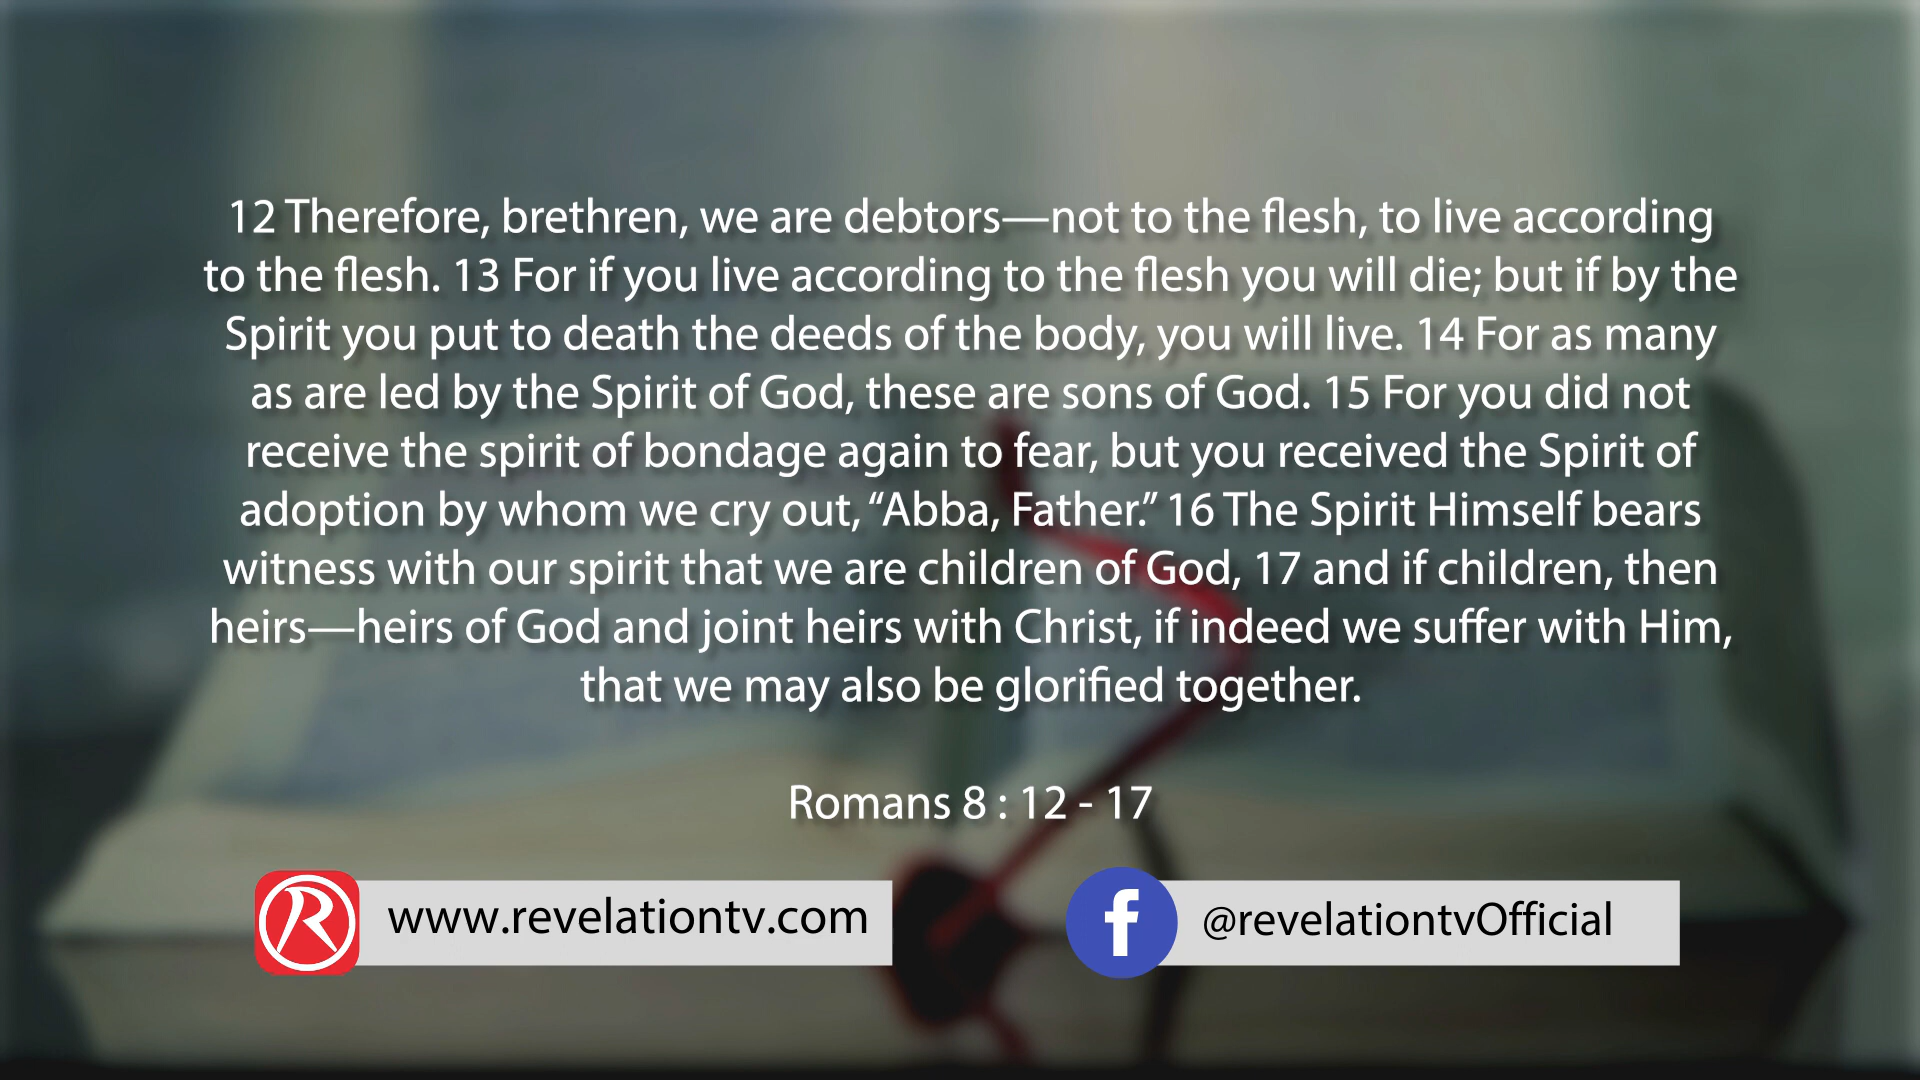 12 Therefore, brethren, we are debtors—not to the flesh, to live according
to the flesh. 13 For if you live according to the flesh you will die; but if by the
Spirit you put to death the deeds of the body, you will live. 14 For as many
as are led by the Spirit of God, these are sons of God. 15 For you did not
receive the spirit of bondage again to fear, but you received the Spirit of
adoption by whom we cry out, “Abba, Father.” 16 The Spirit Himself bears
witness with our spirit that we are children of God, 17 and if children, then
heirs—heirs of God and joint heirs with Christ, if indeed we suffer with Him,
that we may also be glorified together.
Romans 8 : 12 - 17
R www.revelationtv.com
f @revelationtvOfficial